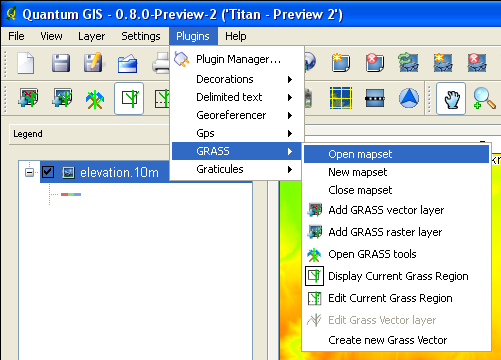 Quantum GIS - 0.8.0-Preview-2 ('Titan - Preview 2')
File View Layer Settings Plugins Help
Plugin Manager...
Decorations
Delimited text
Georeferencer
Gps
GRASS
Graticules
Legend
elevation.10m
Open mapset
New mapset
Close mapset
Add GRASS vector layer
Add GRASS raster layer
Open GRASS tools
Display Current Grass Region
Edit Current Grass Region
Edit Grass Vector layer
Create new Grass Vector